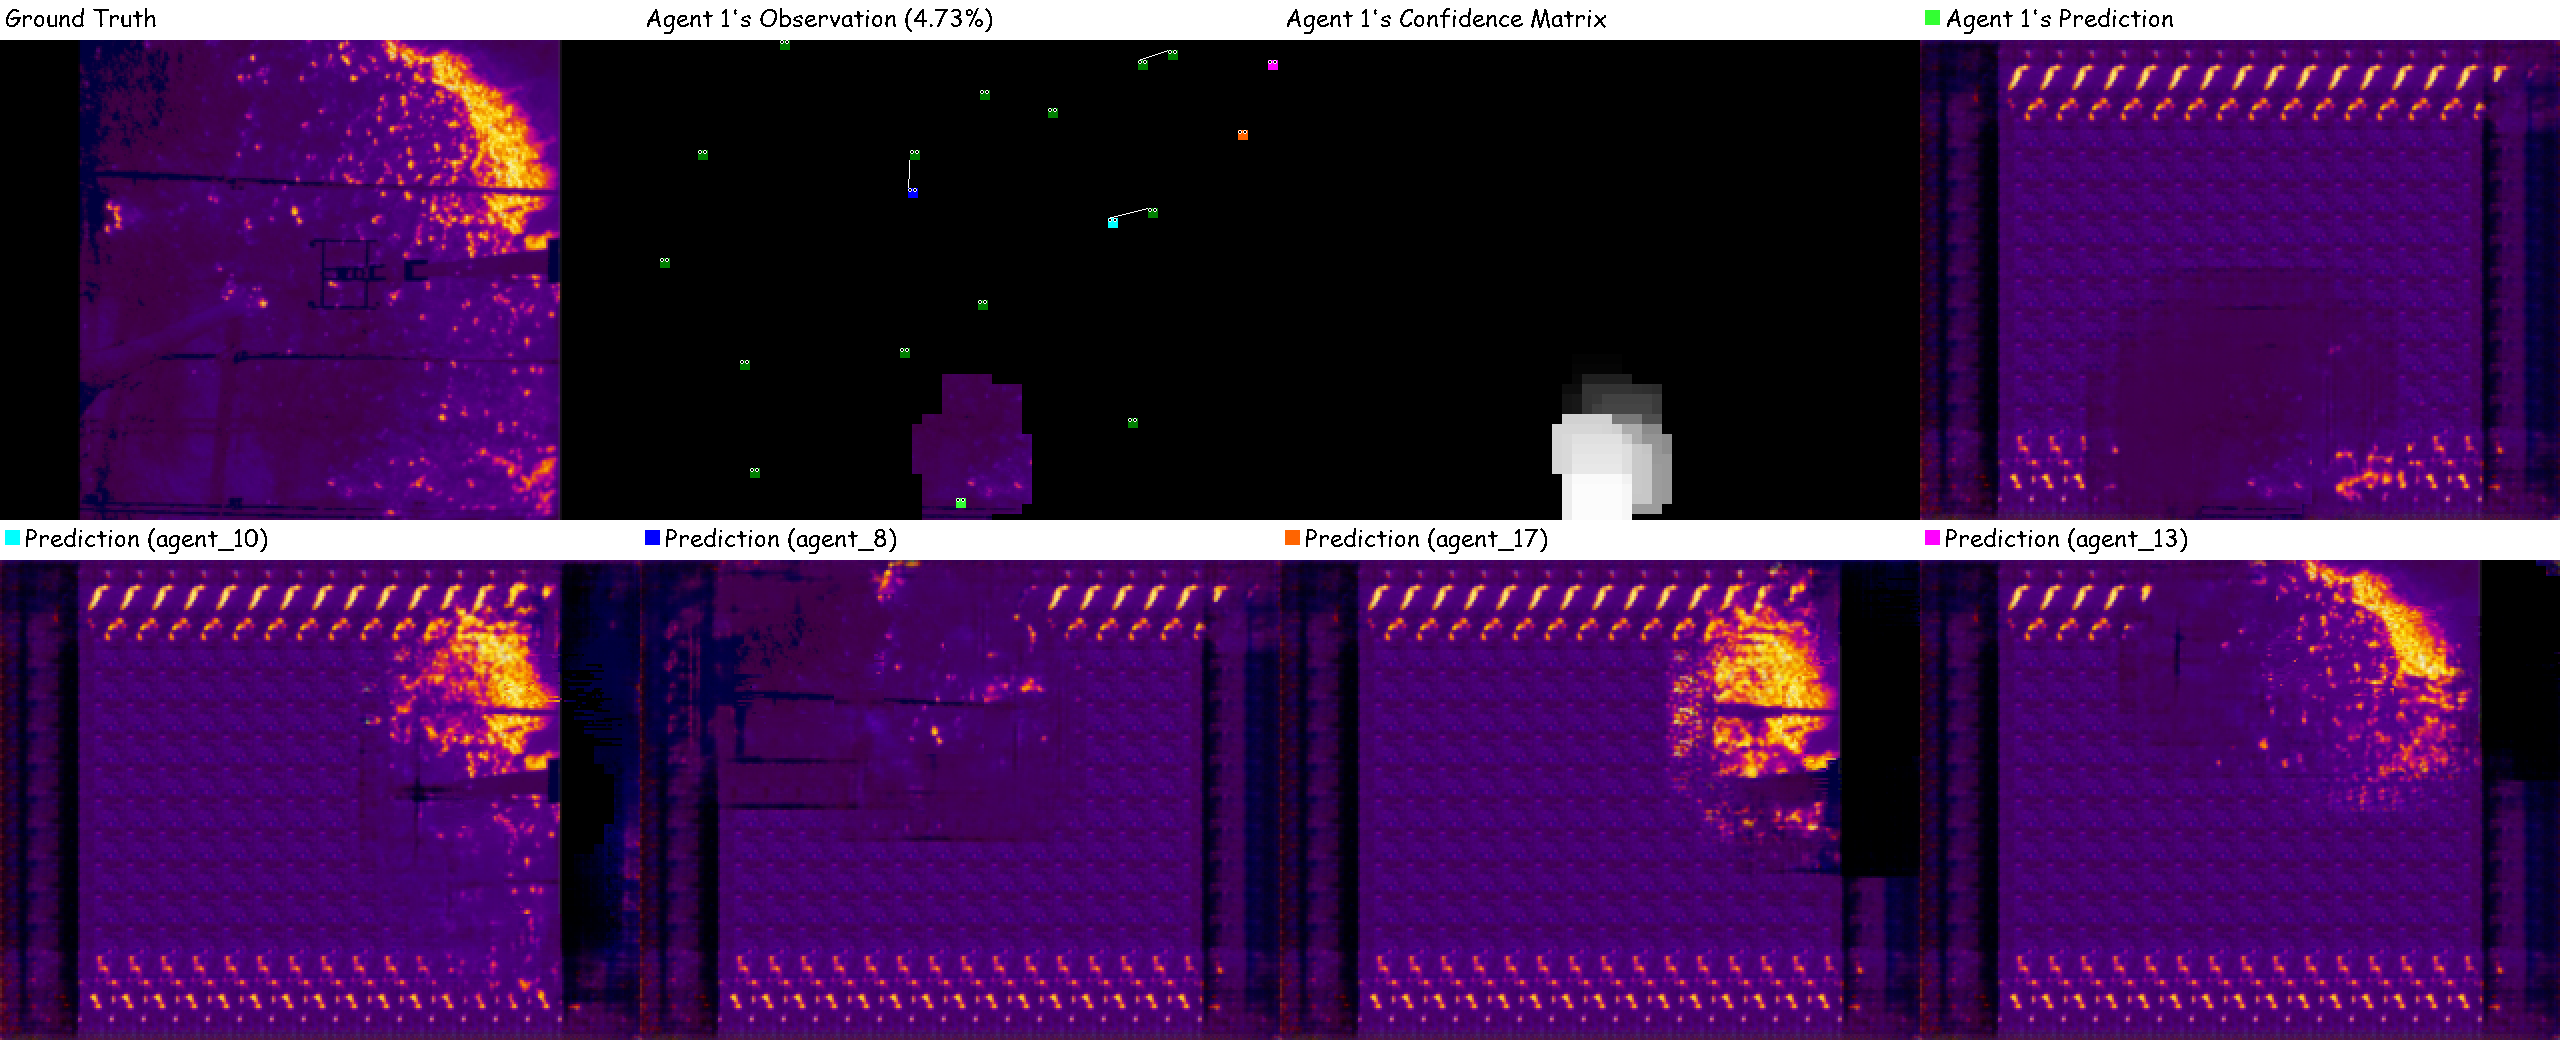 Ground Truth
Agent 1's Observation (4.73%)
Agent 1's Confidence Matrix
Agent 1's Prediction
Prediction (agent_10)
Prediction (agent_8)
Prediction (agent_17)
Prediction (agent_13)